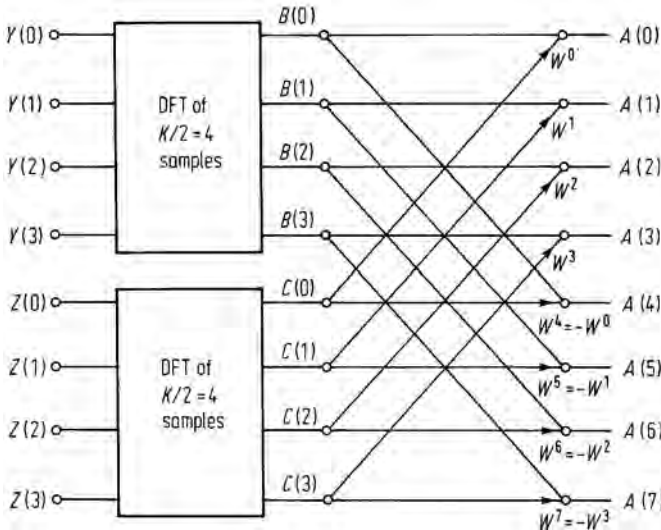 Y(0)
B(0)
A(0)
W⁰
Y(1)
B(1)
A(1)
DFT of
K/2 = 4
samples
W¹
Y(2)
B(2)
A(2)
W²
Y(3)
B(3)
A(3)
W³
Z(0)
C(0)
A(4)
W⁴=-W⁰
Z(1)
C(1)
A(5)
DFT of
K/2 = 4
samples
W⁵=-W¹
Z(2)
C(2)
A(6)
W⁶=-W²
Z(3)
C(3)
A(7)
W⁷=-W³